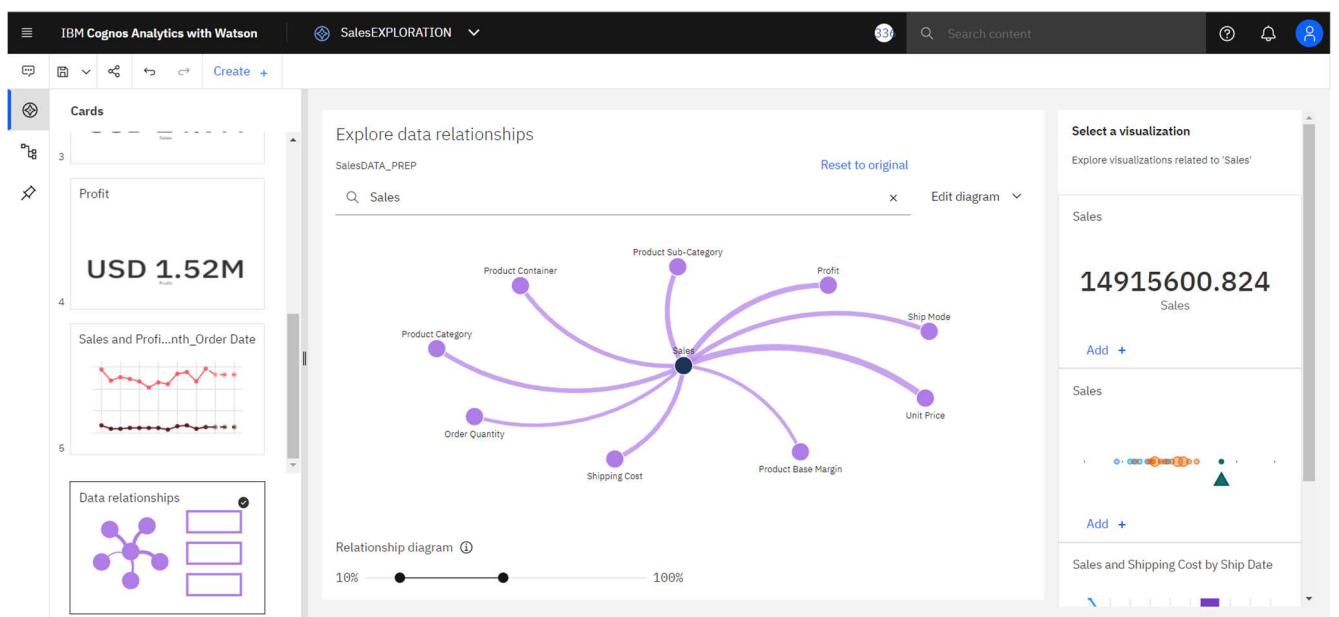 IBM Cognos Analytics with Watson
SalesEXPLORATION
336
Search content
Create +
Cards
3
Sales
Profit
USD 1.52M
Profit
4
Sales and Profi...nth_Order Date
5
Data relationships
Explore data relationships
SalesDATA_PREP
Reset to original
Sales
Edit diagram
Product Sub-Category
Product Container
Profit
Ship Mode
Product Category
Sales
Unit Price
Order Quantity
Product Base Margin
Shipping Cost
Relationship diagram
10%
100%
Select a visualization
Explore visualizations related to 'Sales'
Sales
14915600.824
Sales
Add +
Sales
Add +
Sales and Shipping Cost by Ship Date